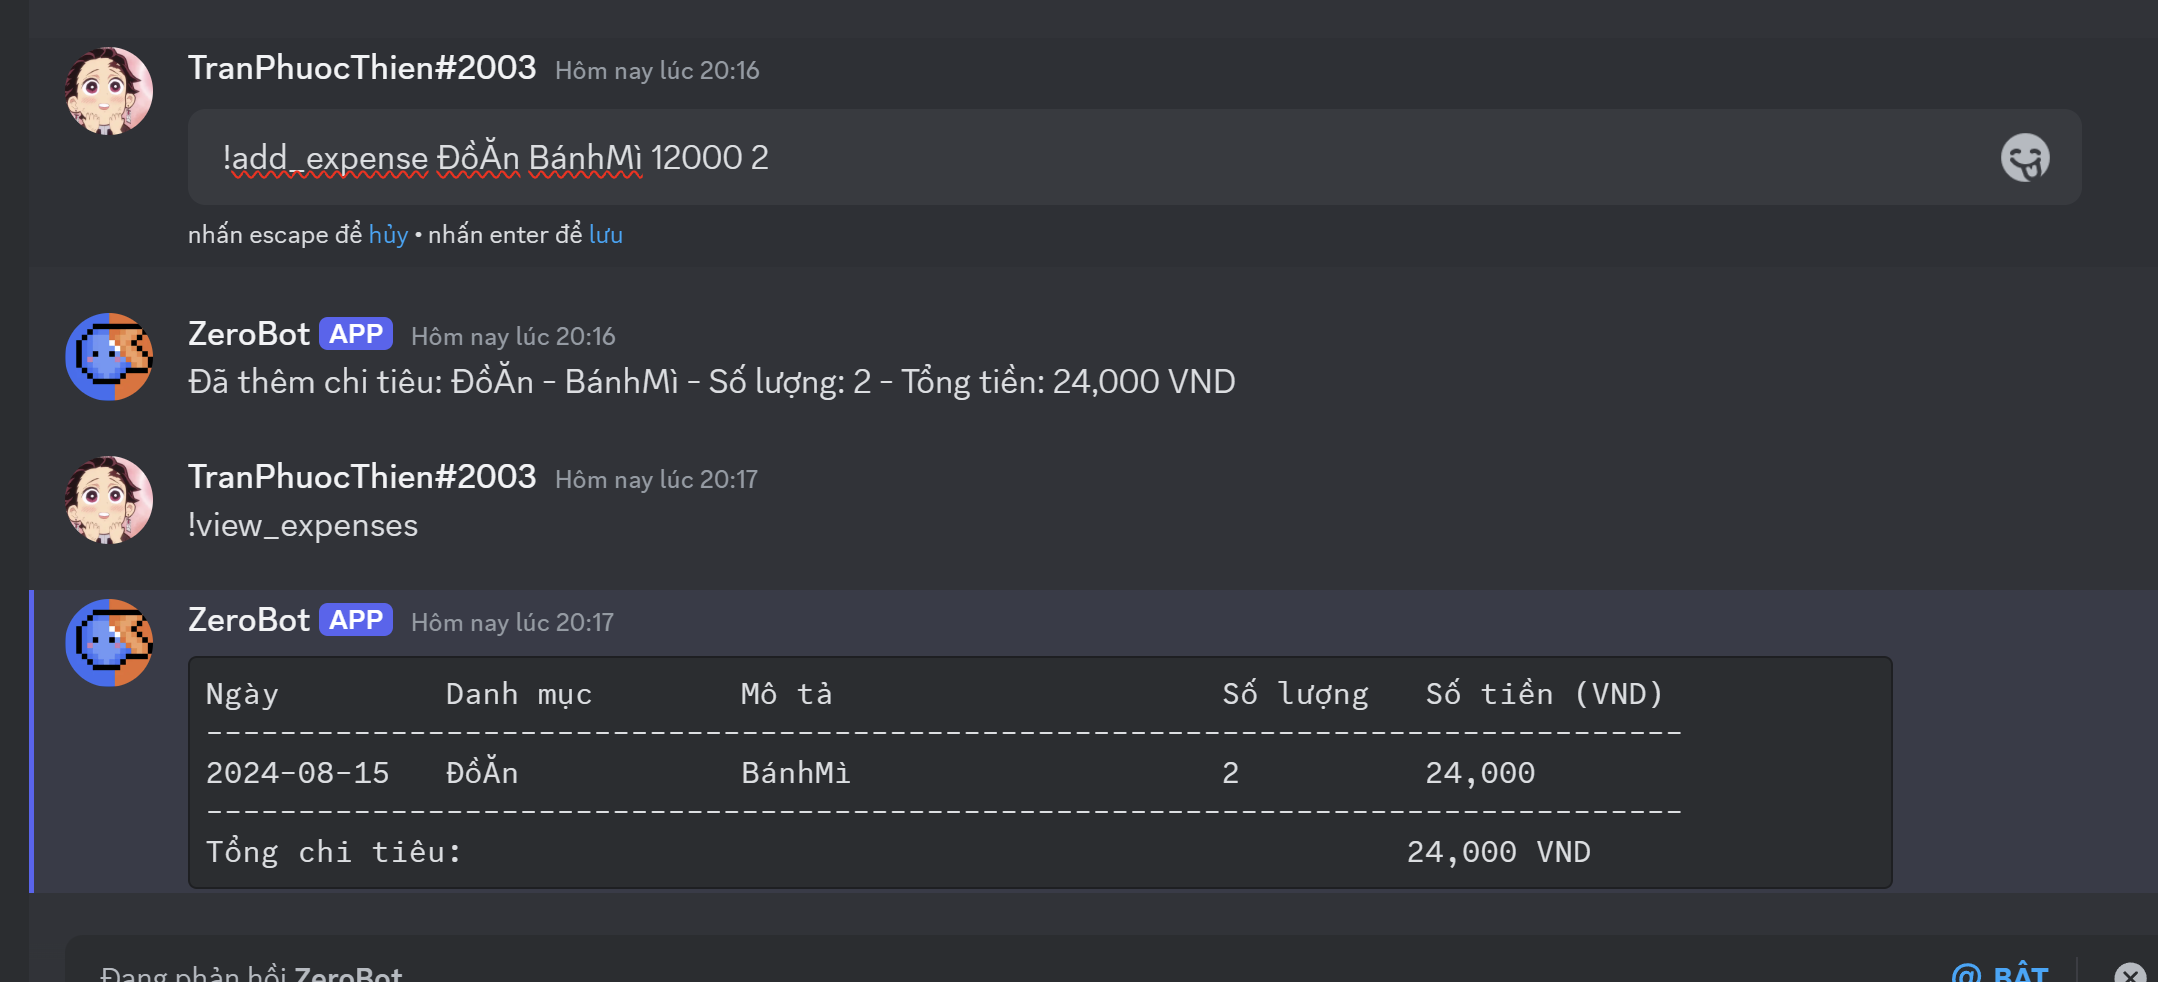 TranPhuocThien#2003 Hôm nay lúc 20:16
!add_expense ĐồĂn BánhMì 12000 2
nhấn escape để hủy • nhấn enter để lưu
ZeroBot APP Hôm nay lúc 20:16
Đã thêm chi tiêu: ĐồĂn - BánhMì - Số lượng: 2 - Tổng tiền: 24,000 VND
TranPhuocThien#2003 Hôm nay lúc 20:17
!view_expenses
ZeroBot APP Hôm nay lúc 20:17
Ngày Danh mục Mô tả Số lượng Số tiền (VND)
--------------------------------------------------------------------------------
2024-08-15 ĐồĂn BánhMì 2 24,000
--------------------------------------------------------------------------------
Tổng chi tiêu: 24,000 VND
Đang phản hồi ZeroBot @ BẬT